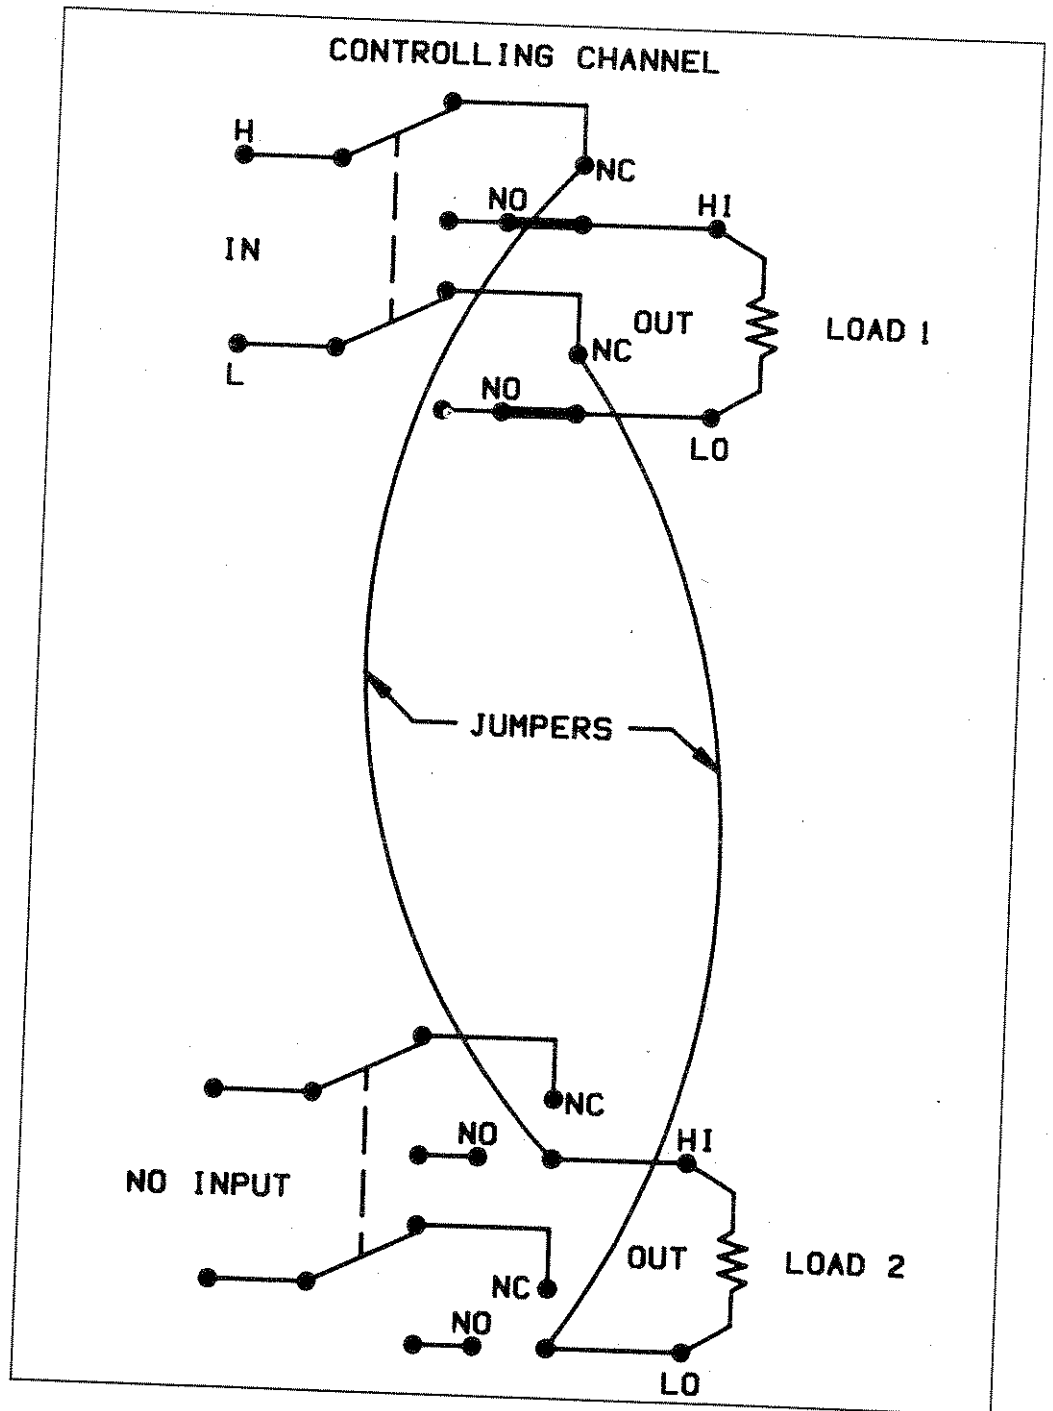 CONTROLLING CHANNEL
H
NC
NO
HI
IN
OUT
LOAD 1
NC
L
NO
LO
JUMPERS
NC
NO
HI
NO INPUT
OUT
LOAD 2
NC
NO
LO